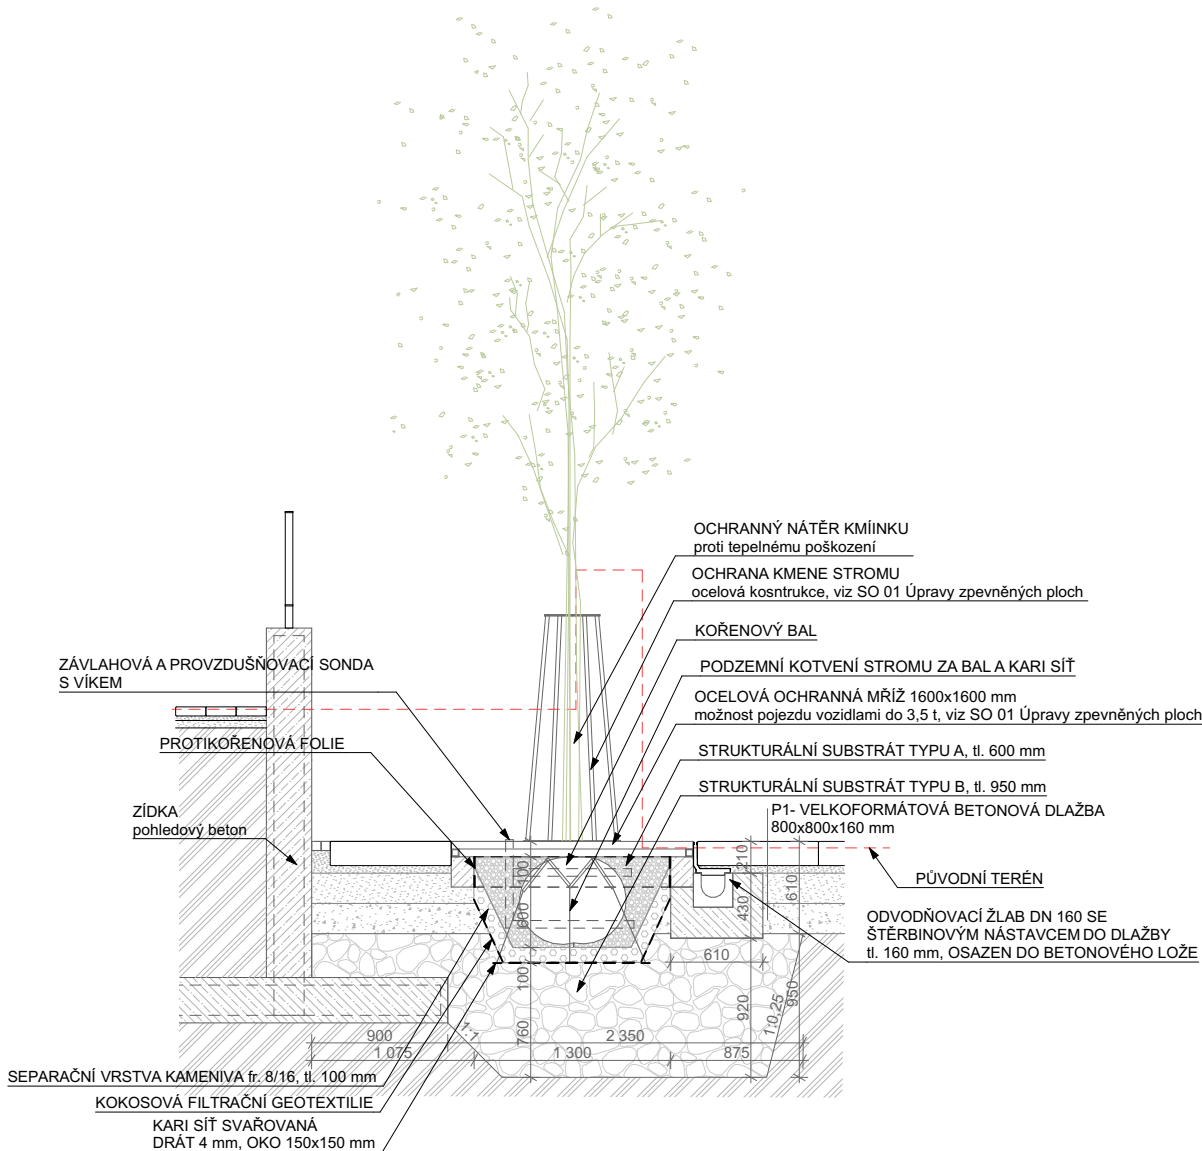 OCHRANNÝ NÁTĚR KMÍINKU
proti tepelnému poškození
OCHRANA KMENE STROMU
ocelová kosntrukce, viz SO 01 Úpravy zpevněných ploch
KOŘENOVÝ BAL
ZÁVLAHOVÁ A PROVZDUŠŇOVACÍ SONDA
S VÍKEM
PODZEMNÍ KOTVENÍ STROMU ZA BAL A KARI SÍŤ
OCELOVÁ OCHRANNÁ MŘÍŽ 1600x1600 mm
možnost pojezdu vozidlami do 3,5 t, viz SO 01 Úpravy zpevněných ploch
PROTIKOŘENOVÁ FOLIE
STRUKTURÁLNÍ SUBSTRÁT TYPU A, tl. 600 mm
STRUKTURÁLNÍ SUBSTRÁT TYPU B, tl. 950 mm
ZÍDKA
pohledový beton
P1- VELKOFORMÁTOVÁ BETONOVÁ DLAŽBA
800x800x160 mm
PŮVODNÍ TERÉN
ODVODŇOVACÍ ŽLAB DN 160 SE
ŠTĚRBINOVÝM NÁSTAVCEM DO DLAŽBY
tl. 160 mm, OSAZEN DO BETONOVÉHO LOŽE
100
600
100
760
210
430
920
610
950
610
1:1
1:0,25
900
2 350
1 075
1 300
875
SEPARAČNÍ VRSTVA KAMENIVA fr. 8/16, tl. 100 mm
KOKOSOVÁ FILTRAČNÍ GEOTEXTILIE
KARI SÍŤ SVAŘOVANÁ
DRÁT 4 mm, OKO 150x150 mm